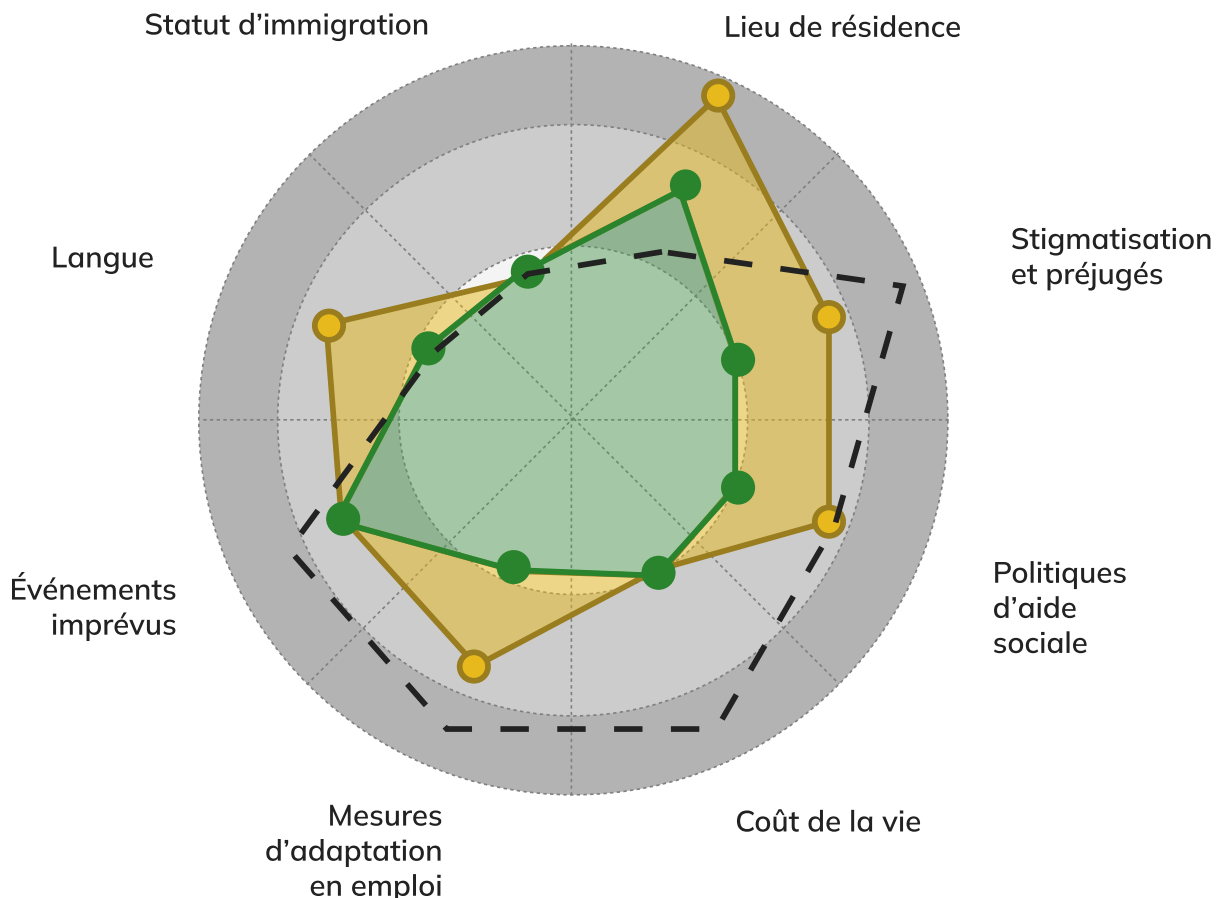 Statut d’immigration
Lieu de résidence
Stigmatisation
et préjugés
Langue
Événements
imprévus
Politiques
d’aide
sociale
Mesures
d’adaptation
en emploi
Coût de la vie